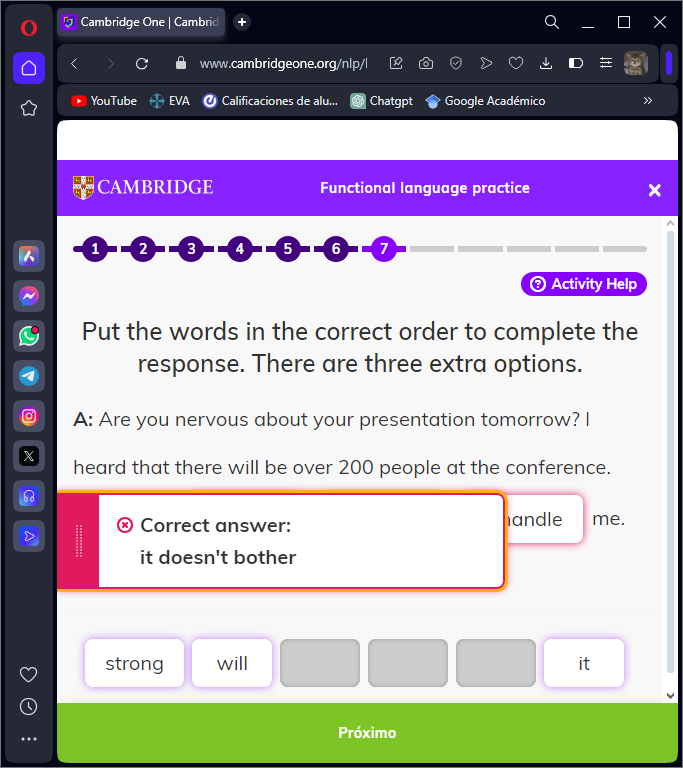 Cambridge One | Cambrid
www.cambridgeone.org/nlp/l
YouTube EVA Calificaciones de alu... Chatgpt Google Académico
CAMBRIDGE Functional language practice
1 2 3 4 5 6 7
Activity Help
Put the words in the correct order to complete the
response. There are three extra options.
A: Are you nervous about your presentation tomorrow? I
heard that there will be over 200 people at the conference.
handle me.
Correct answer:
it doesn't bother
strong will it
Próximo